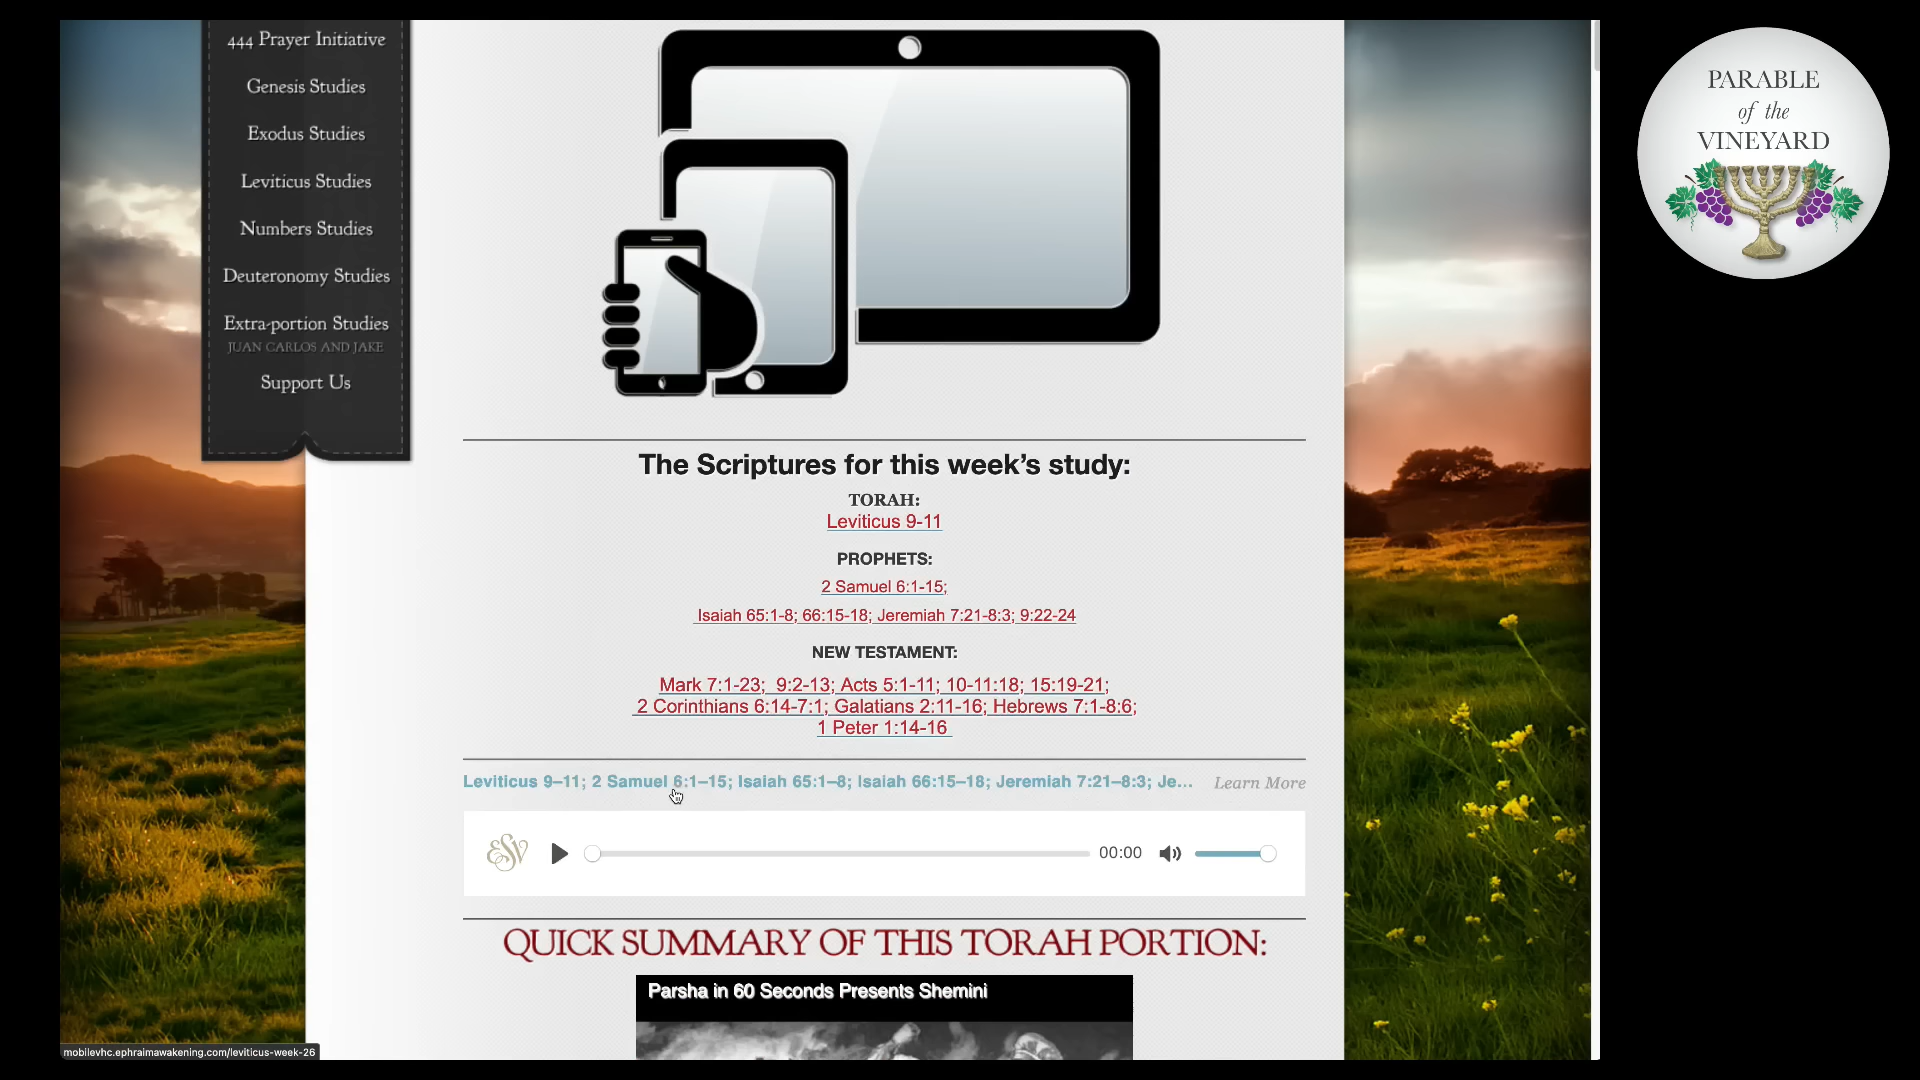 444 Prayer Initiative
Genesis Studies
Exodus Studies
Leviticus Studies
Numbers Studies
Deuteronomy Studies
Extra-portion Studies
JUAN CARLOS AND JAKE
Support Us
PARABLE
of the
VINEYARD
The Scriptures for this week's study:
TORAH:
Leviticus 9-11
PROPHETS:
2 Samuel 6:1-15;
Isaiah 65:1-8; 66:15-18; Jeremiah 7:21-8:3; 9:22-24
NEW TESTAMENT:
Mark 7:1-23; 9:2-13; Acts 5:1-11; 10-11:18; 15:19-21;
2 Corinthians 6:14-7:1; Galatians 2:11-16; Hebrews 7:1-8:6;
1 Peter 1:14-16
Leviticus 9–11; 2 Samuel 6:1–15; Isaiah 65:1–8; Isaiah 66:15–18; Jeremiah 7:21–8:3; Je... Learn More
ESV 00:00
QUICK SUMMARY OF THIS TORAH PORTION:
Parsha in 60 Seconds Presents Shemini
mobilevhc.ephraimawakening.com/leviticus-week-26